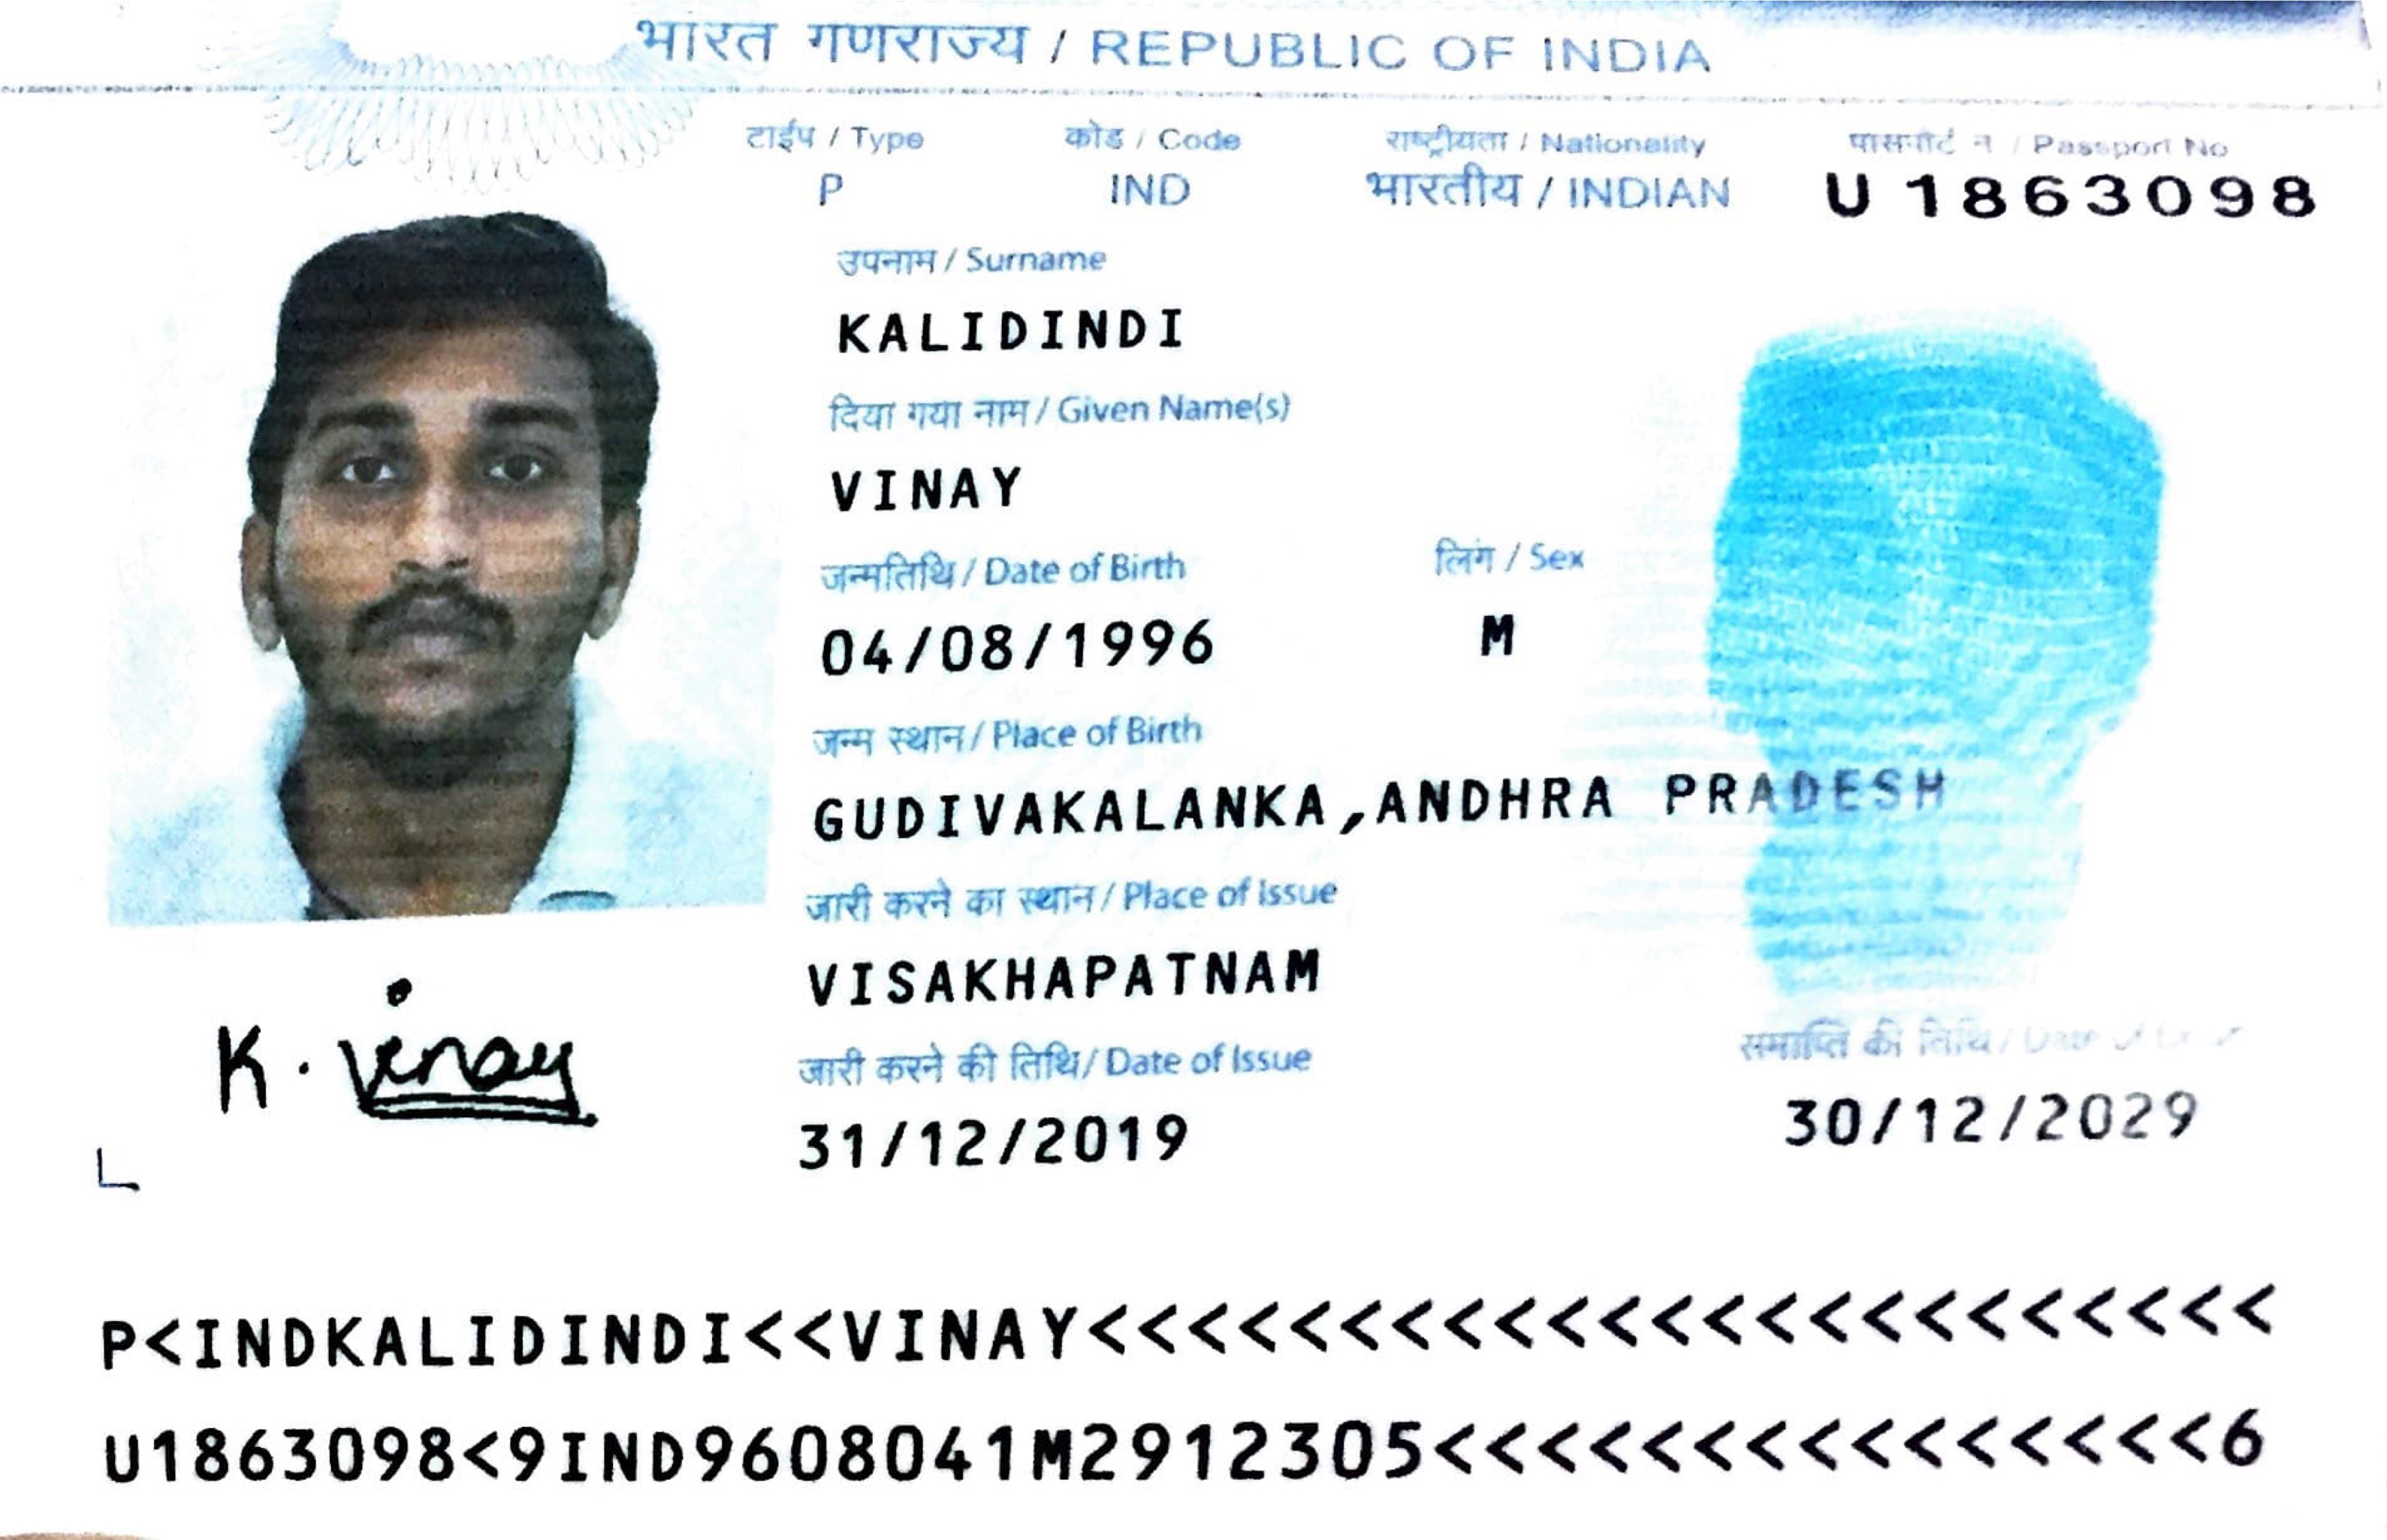 भारत गणराज्य / REPUBLIC OF INDIA
टाईप / Type
कोड / Code
राष्ट्रीयता / Nationality
पासपोर्ट न / Passport No
P
IND
भारतीय / INDIAN
U 1863098
उपनाम / Surname
KALIDINDI
दिया गया नाम / Given Name(s)
VINAY
जन्मतिथि / Date of Birth
लिंग / Sex
04/08/1996
M
जन्म स्थान / Place of Birth
GUDIVAKALANKA,ANDHRA PRADESH
जारी करने का स्थान / Place of Issue
VISAKHAPATNAM
K. Vinay
जारी करने की तिथि / Date of Issue
समाप्ति की तिथि / Date of
31/12/2019
30/12/2029
P<INDKALIDINDI<<VINAY<<<<<<<<<<<<<<<<<<<<<<<
U1863098<9IND9608041M2912305<<<<<<<<<<<<<<<6